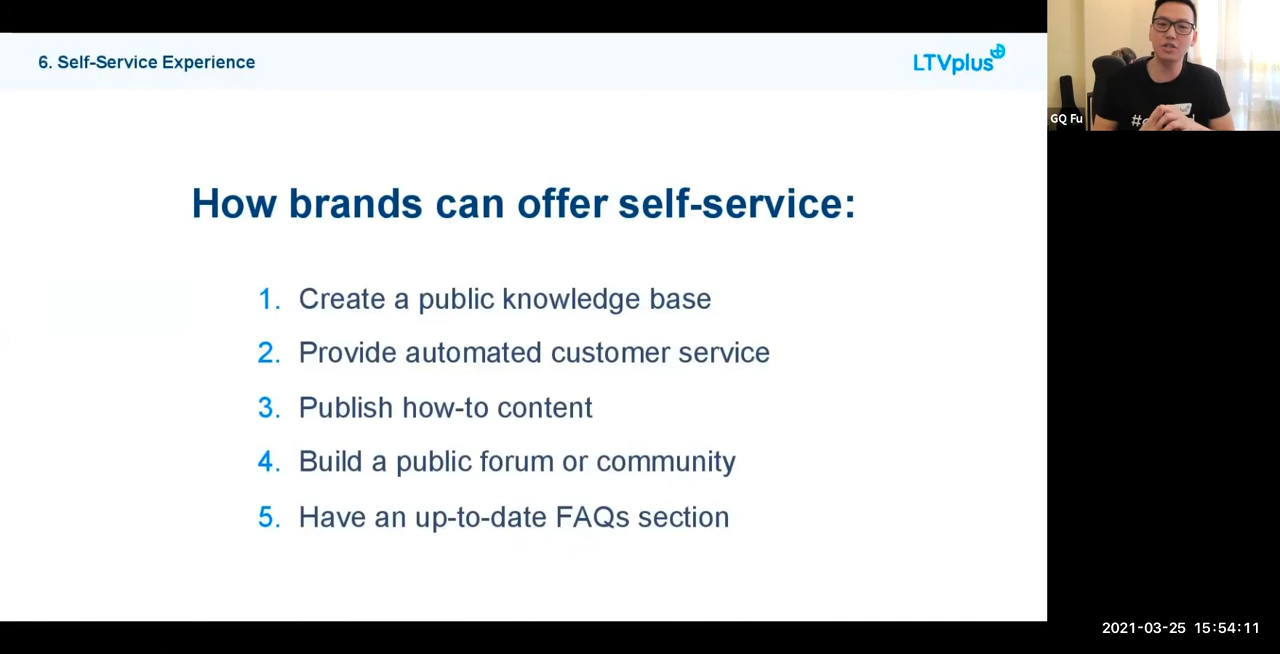 6. Self-Service Experience
LTVplus
GQ Fu
How brands can offer self-service:
1. Create a public knowledge base
2. Provide automated customer service
3. Publish how-to content
4. Build a public forum or community
5. Have an up-to-date FAQs section
2021-03-25 15:54:11